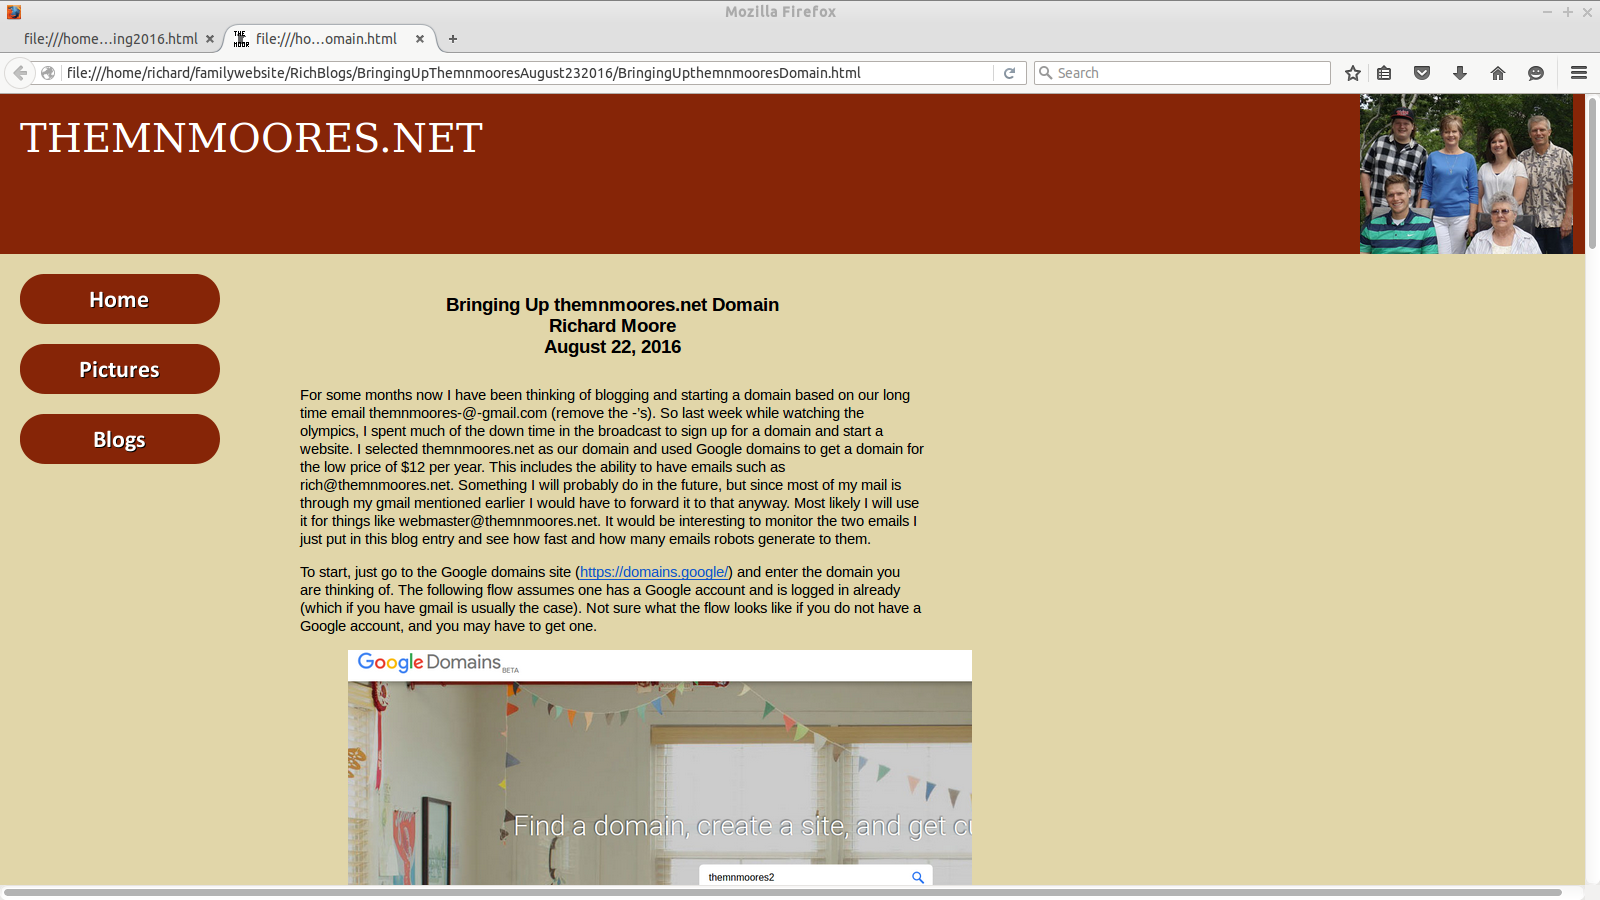 Mozilla Firefox
file:///home...ing2016.html
THE
MOOR
file:///ho...omain.html
file:///home/richard/familywebsite/RichBlogs/BringingUpThemnmooresAugust232016/BringingUpthemnmooresDomain.html
Search
THEMNMOORES.NET
Home
Pictures
Blogs
Bringing Up themnmoores.net Domain
Richard Moore
August 22, 2016
For some months now I have been thinking of blogging and starting a domain based on our long
time email themnmoores-@-gmail.com (remove the -'s). So last week while watching the
olympics, I spent much of the down time in the broadcast to sign up for a domain and start a
website. I selected themnmoores.net as our domain and used Google domains to get a domain for
the low price of $12 per year. This includes the ability to have emails such as
rich@themnmoores.net. Something I will probably do in the future, but since most of my mail is
through my gmail mentioned earlier I would have to forward it to that anyway. Most likely I will use
it for things like webmaster@themnmoores.net. It would be interesting to monitor the two emails I
just put in this blog entry and see how fast and how many emails robots generate to them.
To start, just go to the Google domains site (https://domains.google/) and enter the domain you
are thinking of. The following flow assumes one has a Google account and is logged in already
(which if you have gmail is usually the case). Not sure what the flow looks like if you do not have a
Google account, and you may have to get one.
Google Domains BETA
Find a domain, create a site, and get cu
themnmoores2